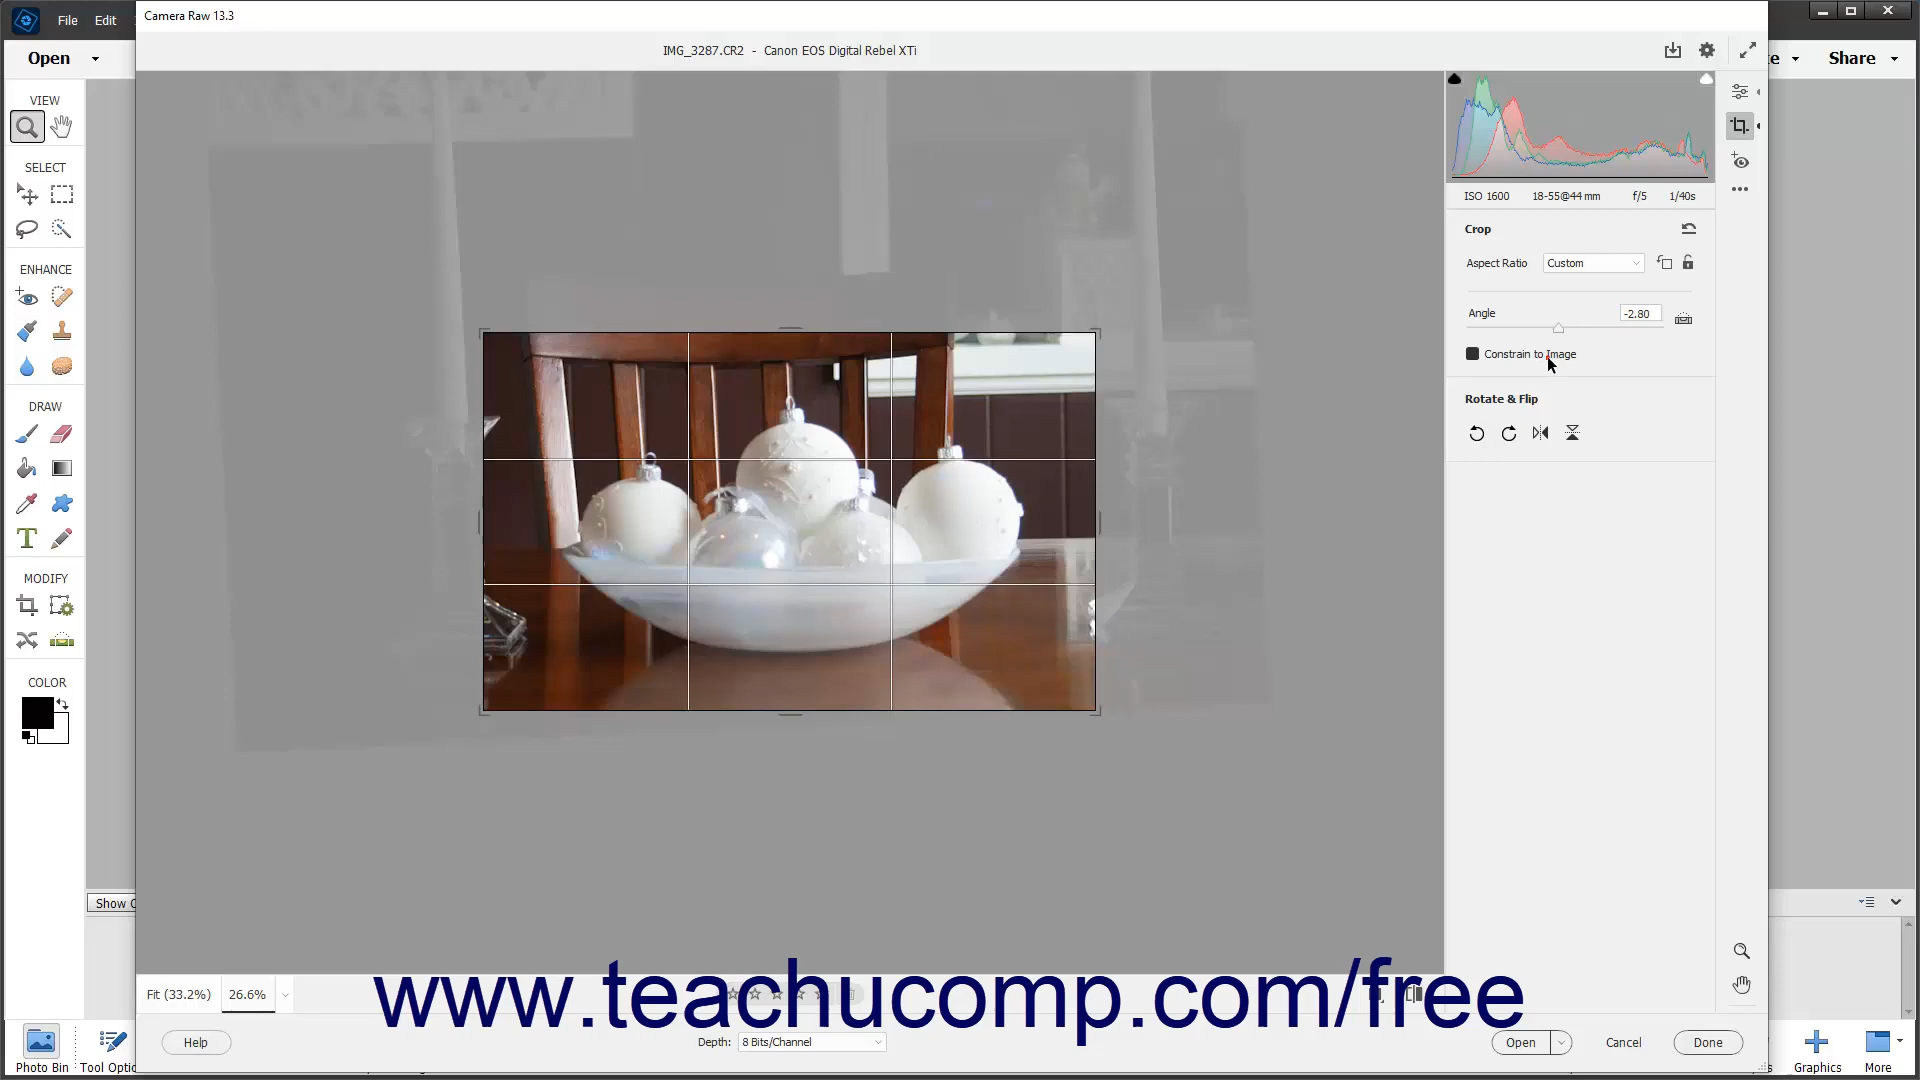 Camera Raw 13.3
File Edit
IMG_3287.CR2 - Canon EOS Digital Rebel XTi
Open
Share
VIEW
SELECT
ENHANCE
DRAW
MODIFY
COLOR
ISO 1600 18-55@44 mm f/5 1/40s
Crop
Aspect Ratio Custom
Angle -2.80
Constrain to Image
Rotate & Flip
Show
Fit (33.2%) 26.6%
www.teachucomp.com/free
Help
Depth: 8 Bits/Channel
Open Cancel Done
Photo Bin Tool
Graphics More